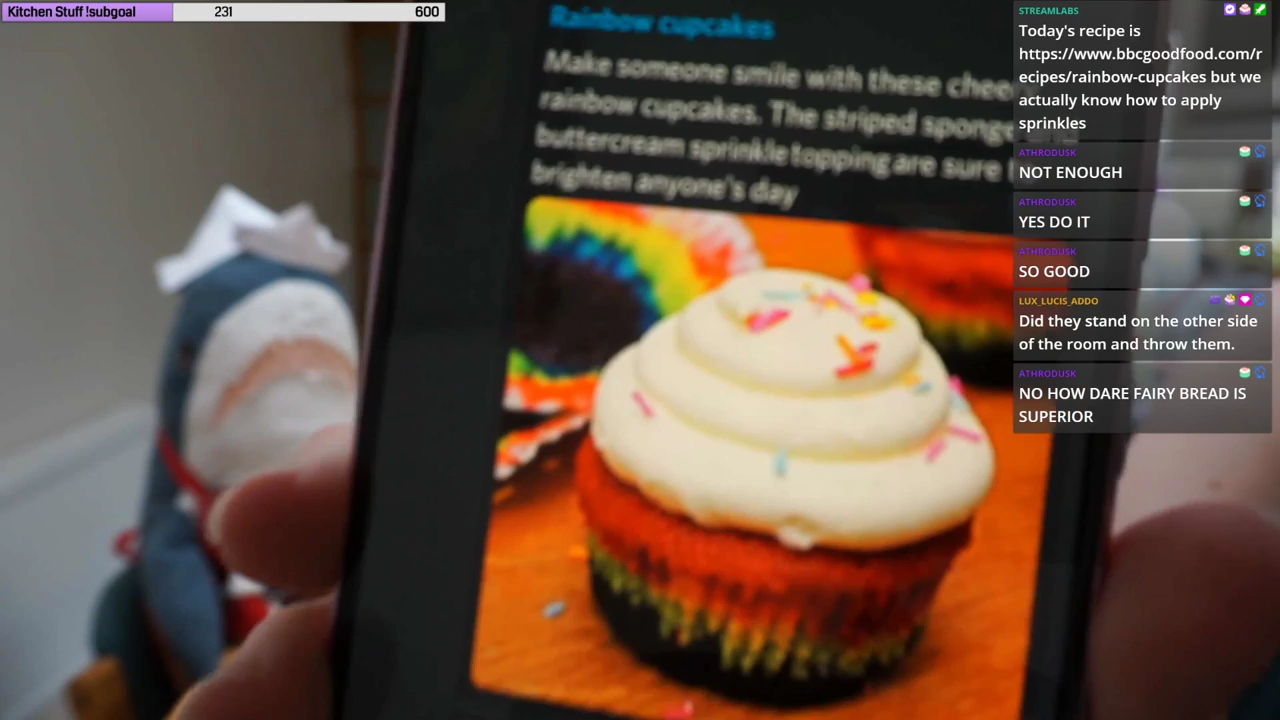 Kitchen Stuff !subgoal 231 600
Rainbow cupcakes
Make someone smile with these chee
rainbow cupcakes. The striped sponge
buttercream sprinkle topping are sure
brighten anyone's day
STREAMLABS
Today's recipe is
https://www.bbcgoodfood.com/r
ecipes/rainbow-cupcakes but we
actually know how to apply
sprinkles
ATHRODUSK
NOT ENOUGH
ATHRODUSK
YES DO IT
ATHRODUSK
SO GOOD
LUX_LUCIS_ADDO
Did they stand on the other side
of the room and throw them.
ATHRODUSK
NO HOW DARE FAIRY BREAD IS
SUPERIOR